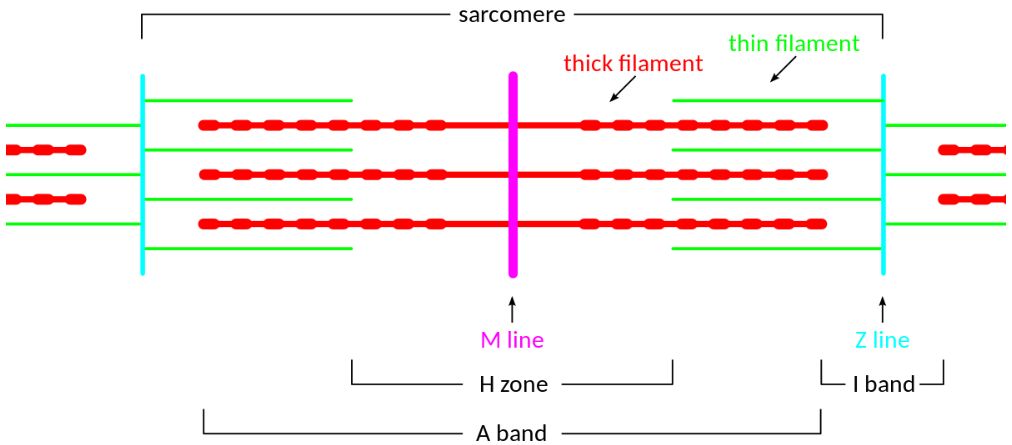 sarcomere
thin filament
thick filament
M line
Z line
H zone
I band
A band